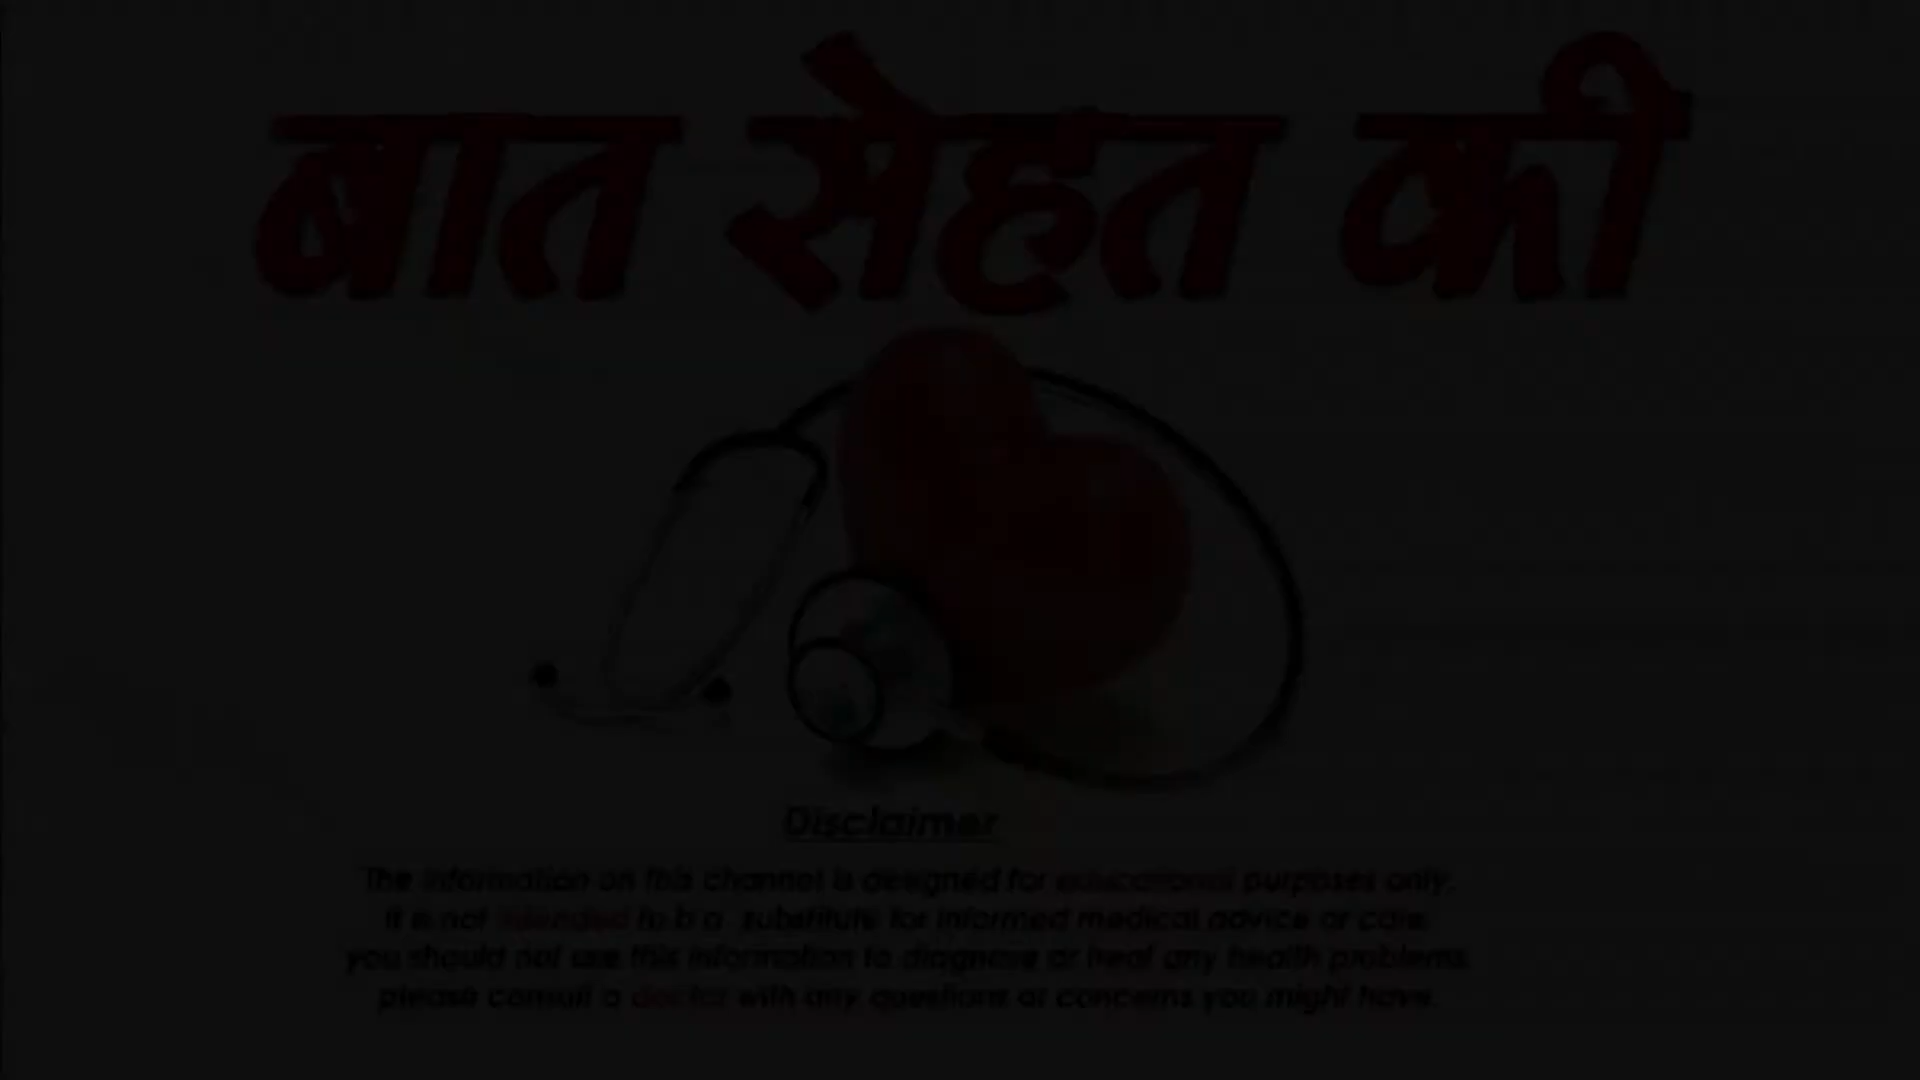 बात सेहत की
Disclaimer
The information on this channel is designed for educational purposes only.
It is not intended to b a substitute for informed medical advice or care
you should not use this information to diagnose or heal any health problems
please consult a doctor with any questions or concerns you might have.